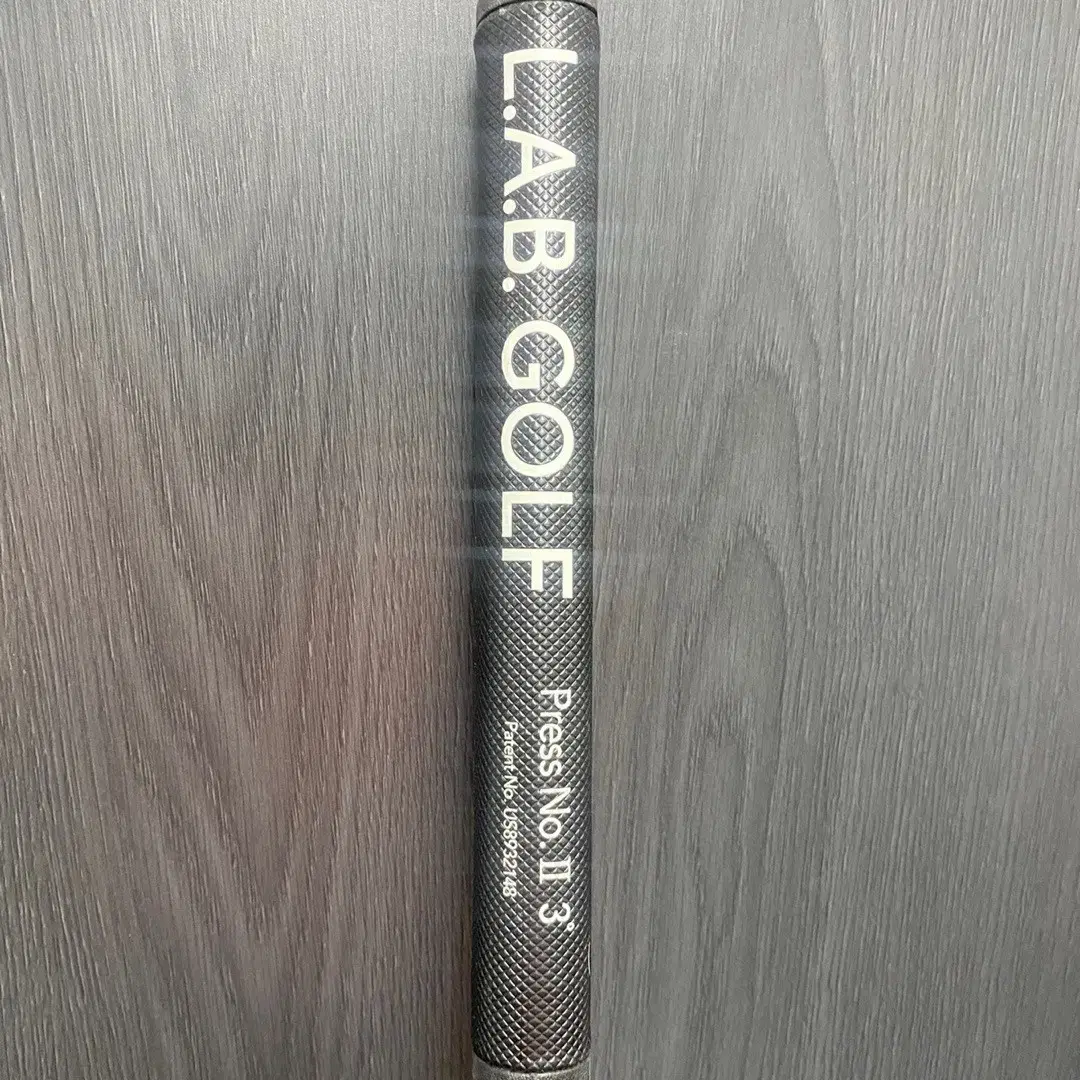 L.A.B. GOLF
Press No. II 3°
Patent No. US8932148